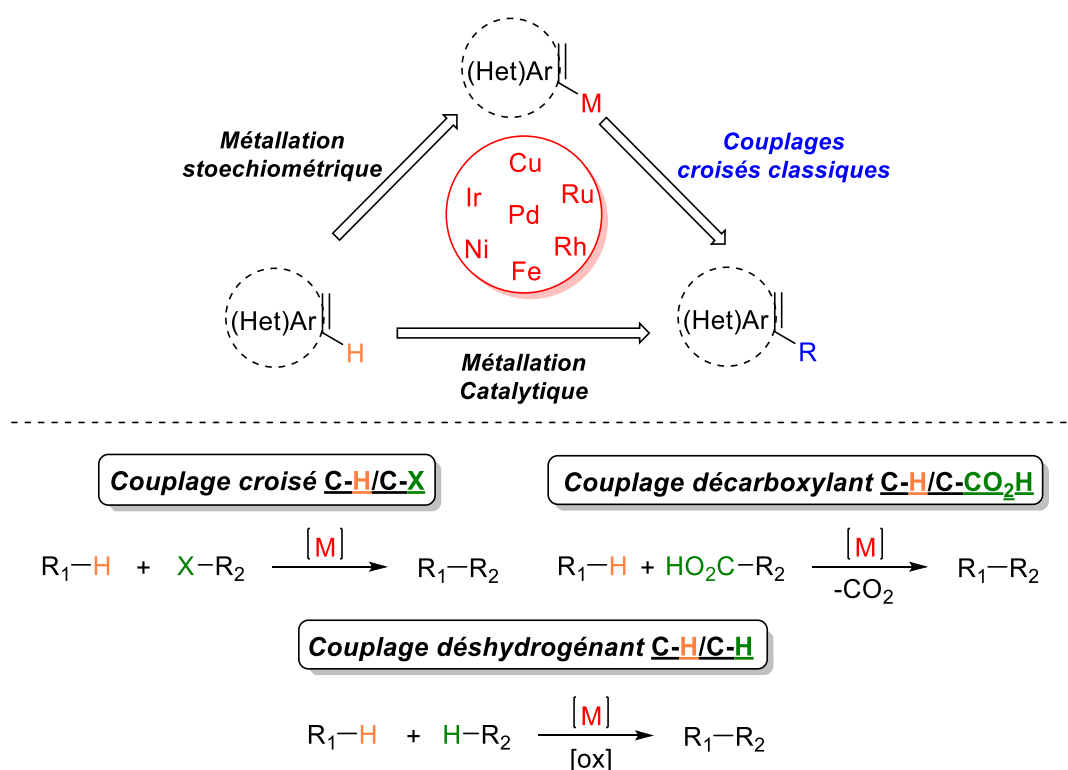 (Het)Ar
M
Métallation
stoechiométrique
Couplages
croisés classiques
Cu
Ir
Ru
Pd
Ni
Rh
Fe
(Het)Ar
H
(Het)Ar
R
Métallation
Catalytique
Couplage croisé C-H/C-X
Couplage décarboxylant C-H/C-CO2H
R1-H + X-R2 [M] R1-R2
R1-H + HO2C-R2 [M] -CO2 R1-R2
Couplage déshydrogénant C-H/C-H
R1-H + H-R2 [M] [ox] R1-R2